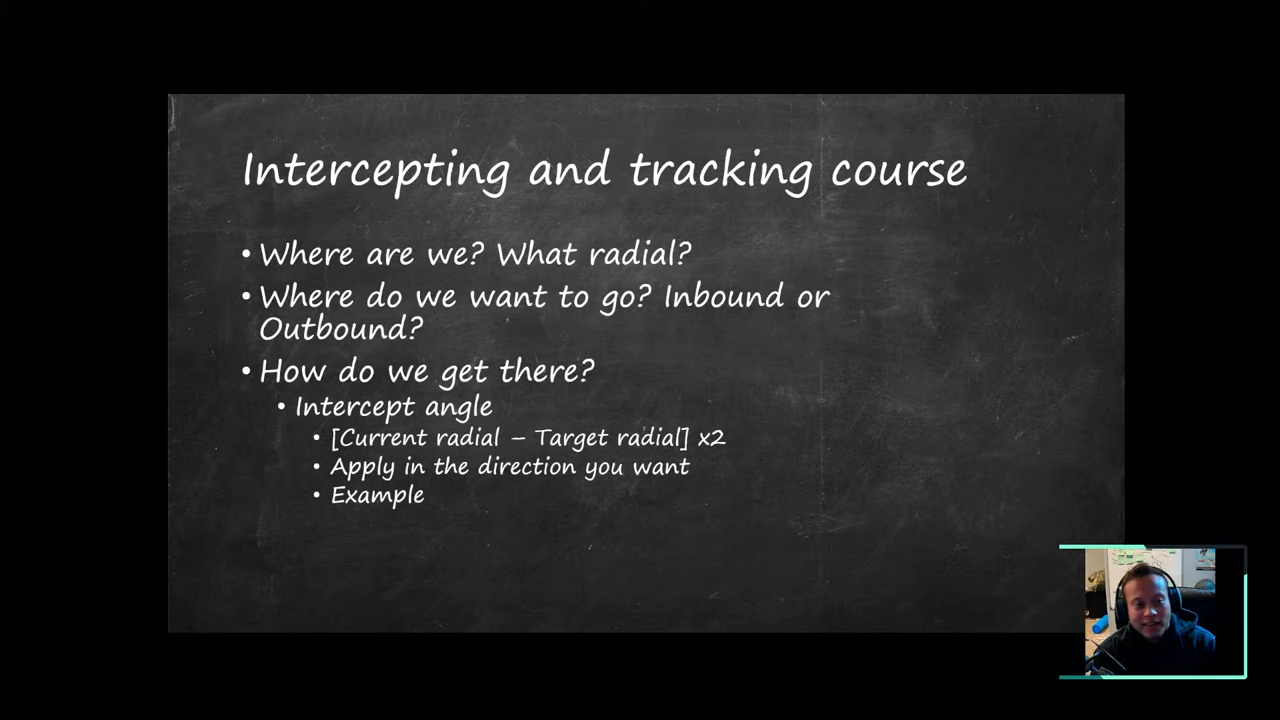 Intercepting and tracking course
• Where are we? What radial?
• Where do we want to go? Inbound or
Outbound?
• How do we get there?
• Intercept angle
• [Current radial – Target radial] x2
• Apply in the direction you want
• Example